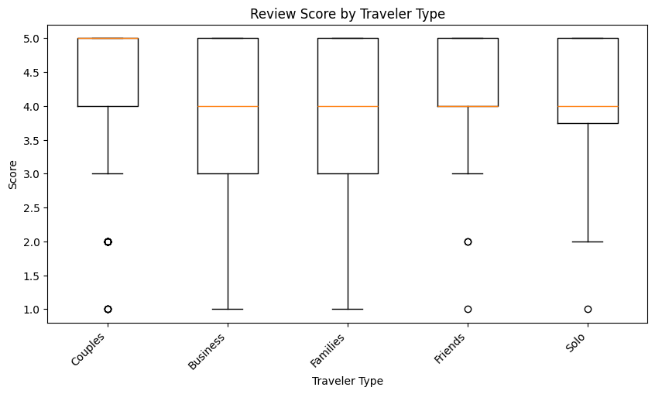 Review Score by Traveler Type
5.0
4.5
4.0
3.5
3.0
2.5
2.0
1.5
1.0
Score
Couples
Business
Families
Friends
Solo
Traveler Type